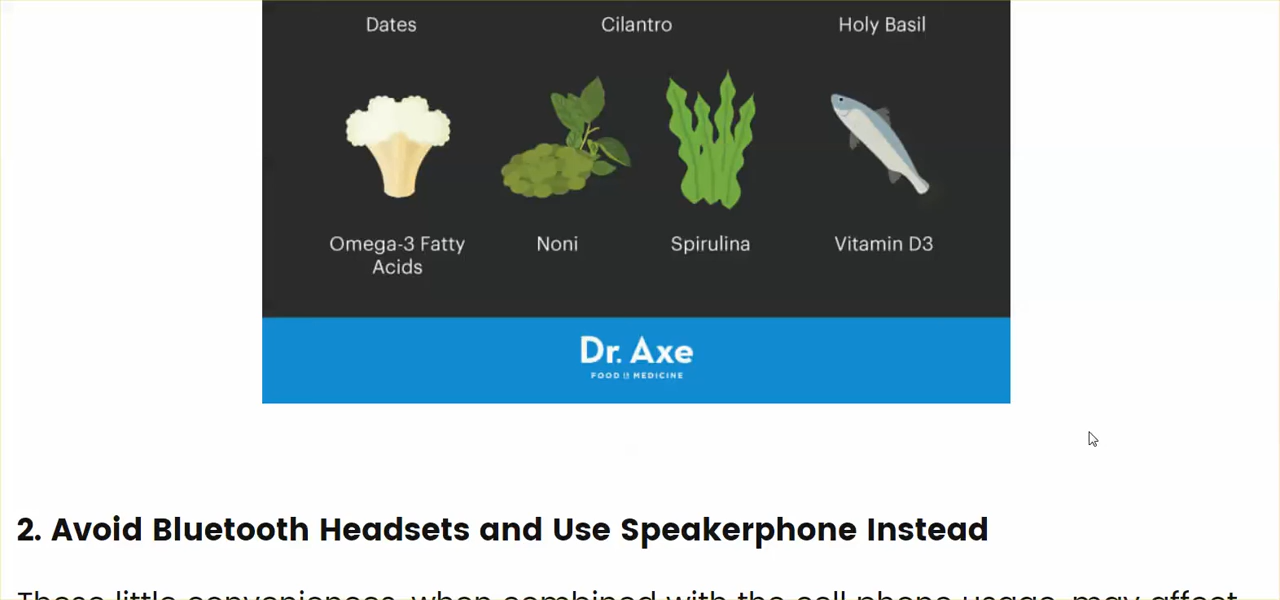 Dates
Cilantro
Holy Basil
Omega-3 Fatty
Acids
Noni
Spirulina
Vitamin D3
Dr. Axe
FOOD IS MEDICINE
2. Avoid Bluetooth Headsets and Use Speakerphone Instead
These little conveniences, when combined with the cell phone usage, may affect